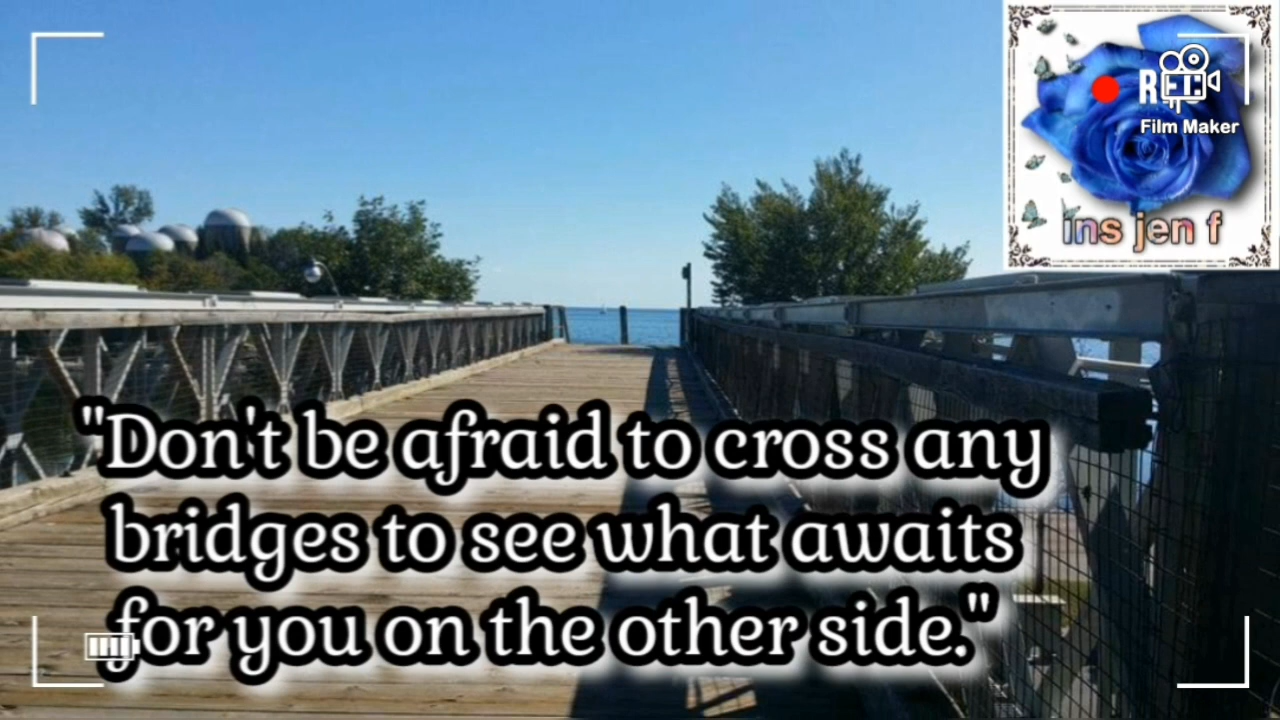 Film Maker
ins jen f
"Don't be afraid to cross any
bridges to see what awaits
for you on the other side."